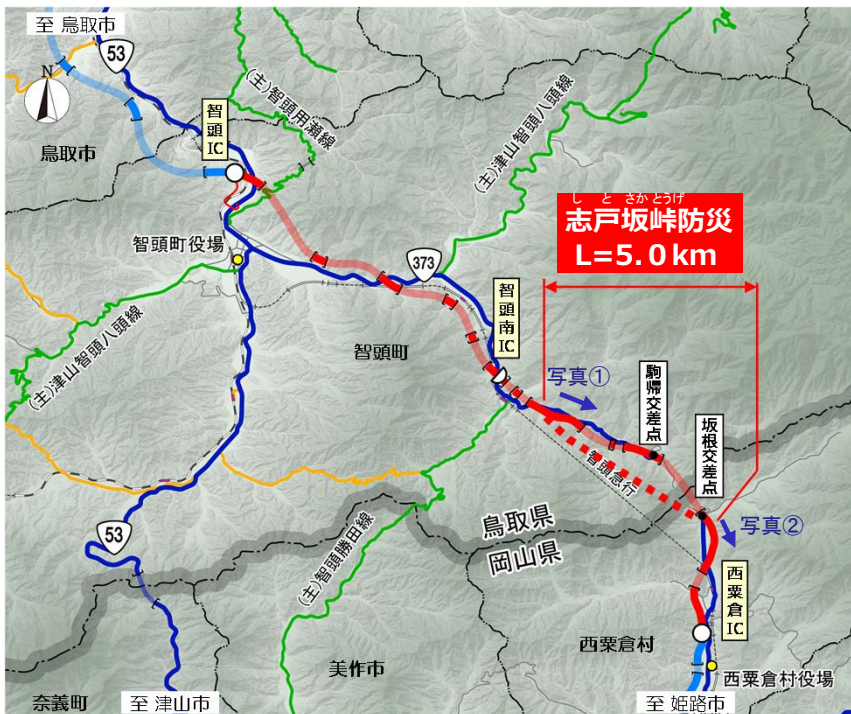 至 鳥取市
53
N
智頭IC
(主)智頭用瀬線
鳥取市
(主)津山智頭八頭線
しとさかとうげ
志戸坂峠防災
L=5.0km
智頭町役場
373
智頭南IC
(主)津山智頭八頭線
智頭町
写真①
駒帰交差点
坂根交差点
智頭急行
写真②
鳥取県
岡山県
53
(主)智頭勝田線
西粟倉IC
西粟倉村
美作市
西粟倉村役場
奈義町
至 津山市
至 姫路市